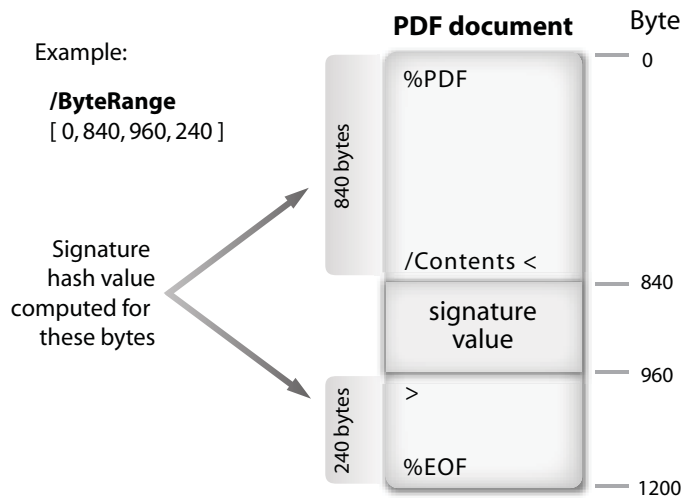 PDF document
Byte
Example:
/ByteRange
[ 0, 840, 960, 240 ]
0
%PDF
840 bytes
Signature
hash value
computed for
these bytes
/Contents <
840
signature
value
960
>
240 bytes
%EOF
1200